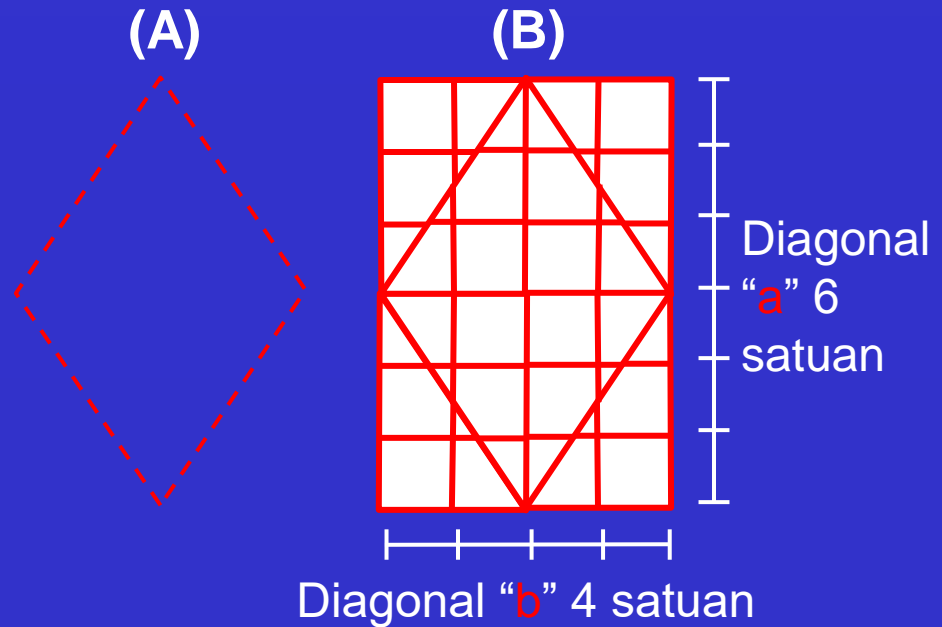 (A)
(B)
Diagonal
“a” 6
satuan
Diagonal “b” 4 satuan